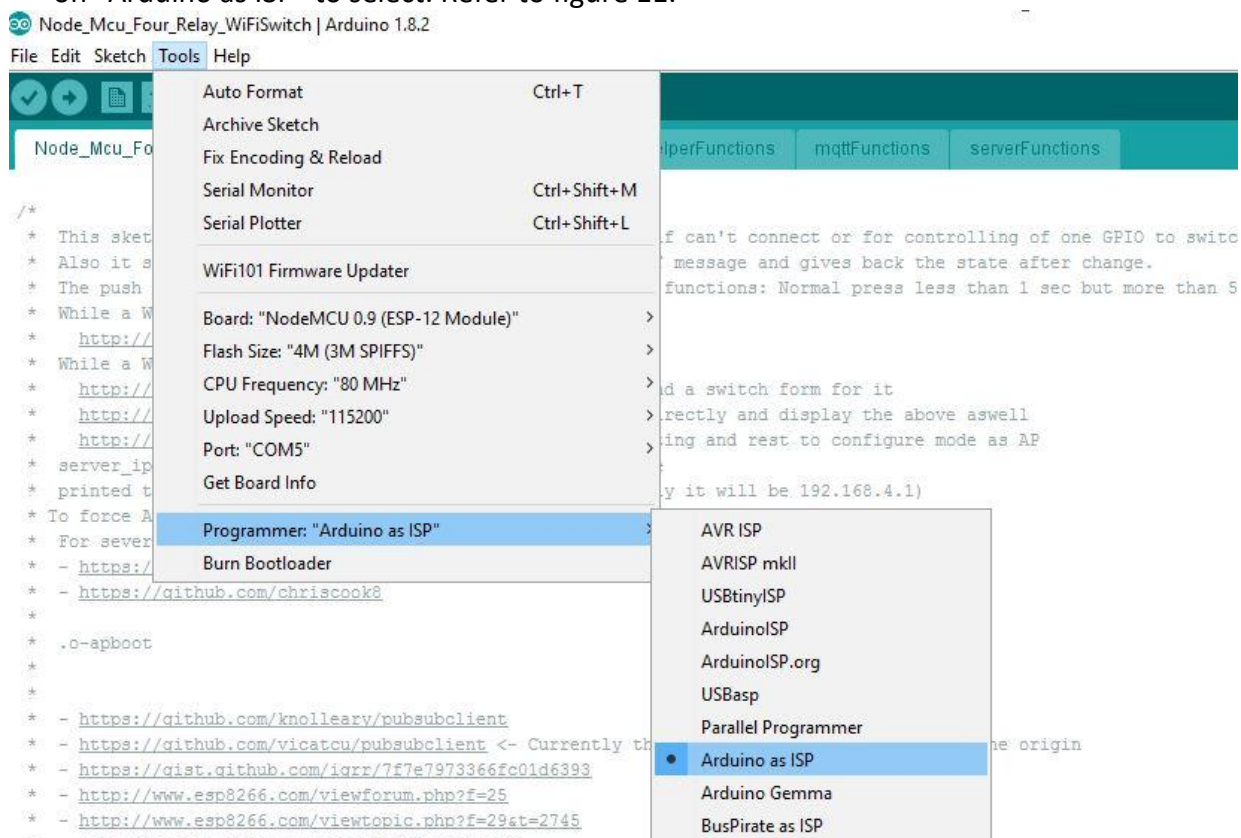 on "Arduino as ISP" to select. Refer to figure 11.
Node_Mcu_Four_Relay_WiFiSwitch | Arduino 1.8.2
File Edit Sketch Tools Help
Auto Format Ctrl+T
Archive Sketch
Node_Mcu_Fo
Fix Encoding & Reload
lperFunctions mqttFunctions serverFunctions
Serial Monitor Ctrl+Shift+M
Serial Plotter Ctrl+Shift+L
/*
* This sket f can't connect or for controlling of one GPIO to switc
* Also it s message and gives back the state after change.
WiFi101 Firmware Updater
* The push functions: Normal press less than 1 sec but more than 5
* While a W
Board: "NodeMCU 0.9 (ESP-12 Module)" >
* http://
Flash Size: "4M (3M SPIFFS)" >
* While a W
CPU Frequency: "80 MHz" >
* http:// d a switch form for it
Upload Speed: "115200" >
* http:// rectly and display the above aswell
* http:// ing and rest to configure mode as AP
Port: "COM5" >
* server_ip
Get Board Info
* printed t y it will be 192.168.4.1)
* To force A
Programmer: "Arduino as ISP" >
* For sever
Burn Bootloader
* - https:/
* - https://github.com/chriscook8
*
* .o-apboot
*
*
* - https://github.com/knolleary/pubsubclient
* - https://github.com/vicatcu/pubsubclient <- Currently th e origin
* - https://gist.github.com/igrr/7f7e7973366fc01d6393
* - http://www.esp8266.com/viewforum.php?f=25
* - http://www.esp8266.com/viewtopic.php?f=29&t=2745
AVR ISP
AVRISP mkII
USBtinyISP
ArduinoISP
ArduinoISP.org
USBasp
Parallel Programmer
Arduino as ISP
Arduino Gemma
BusPirate as ISP